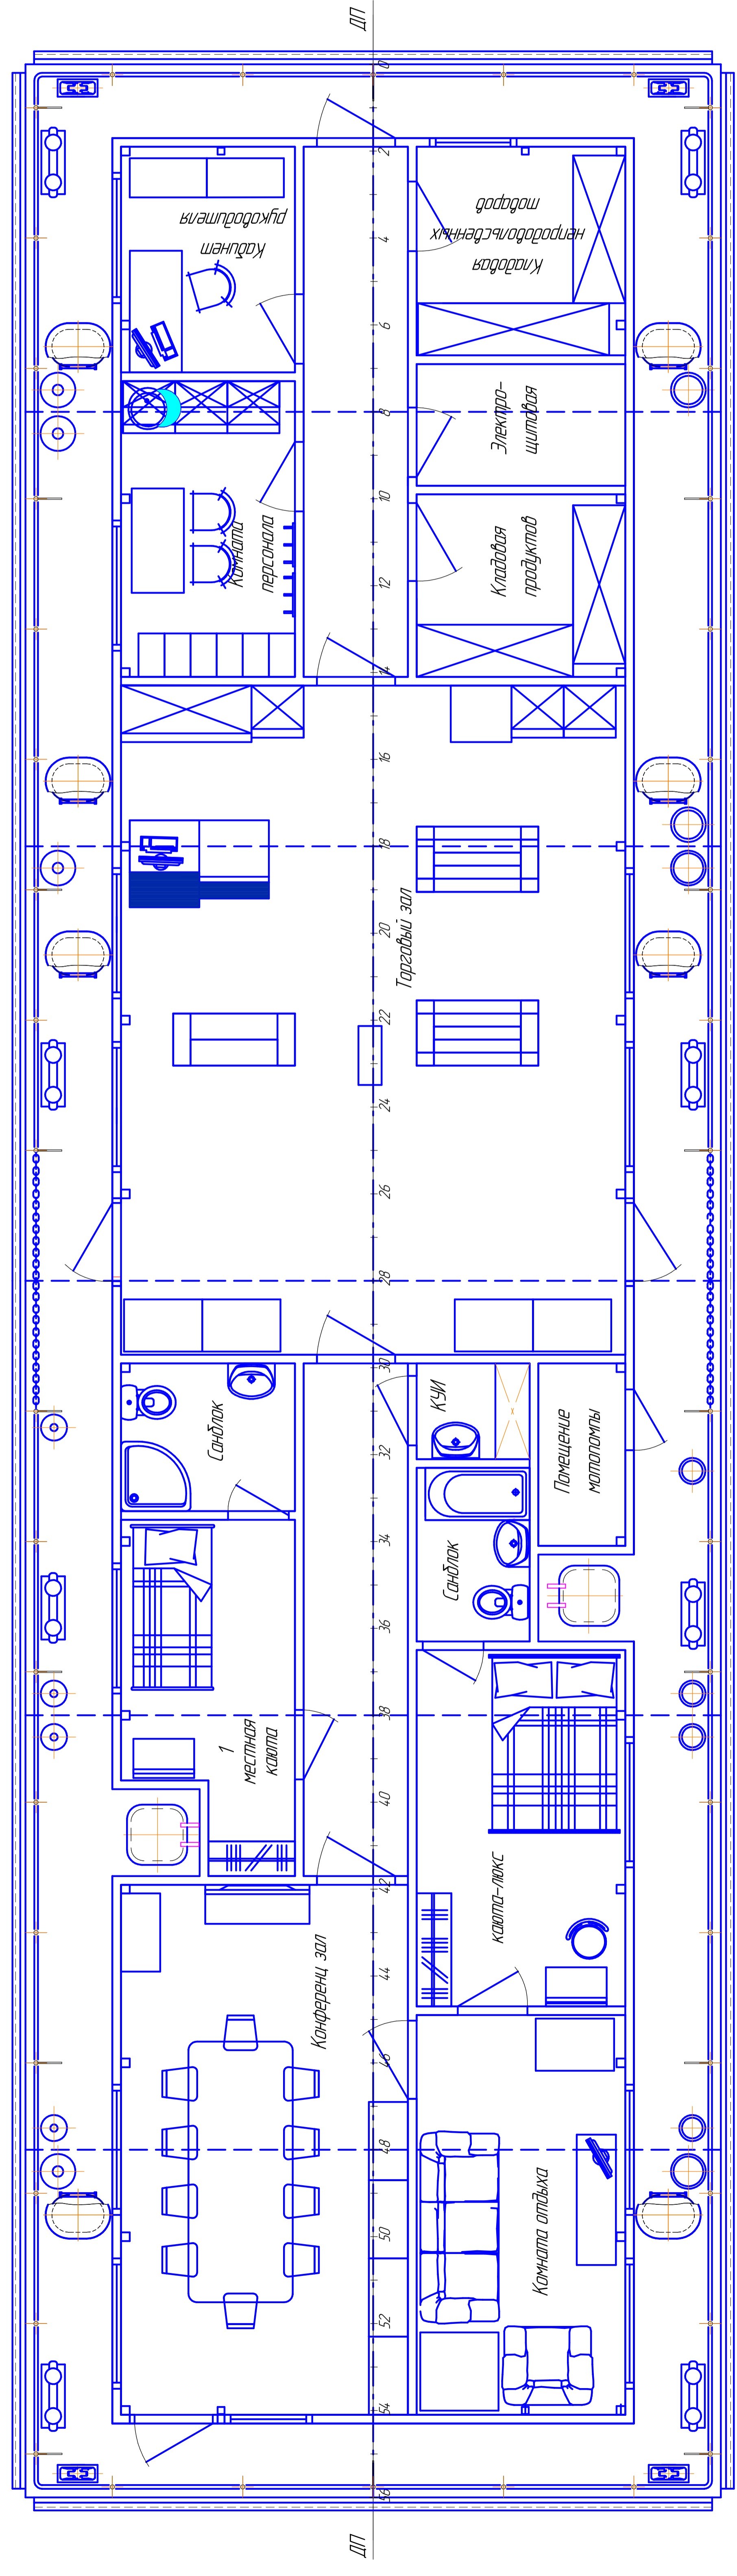 ДП
0
2
Кабинет
руководителя
Кладовая
непродовольсвенных
товаров
4
6
8
Электро-
щитовая
10
Комната
персонала
Кладовая
продуктов
12
14
16
18
Торговый зал
20
22
24
26
28
30
Санблок
КУИ
32
Помещение
мотопомпы
34
Санблок
36
38
1
местная
каюта
40
42
каюта-люкс
Конференц зал
44
46
48
Комната отдыха
50
52
54
56
ДП